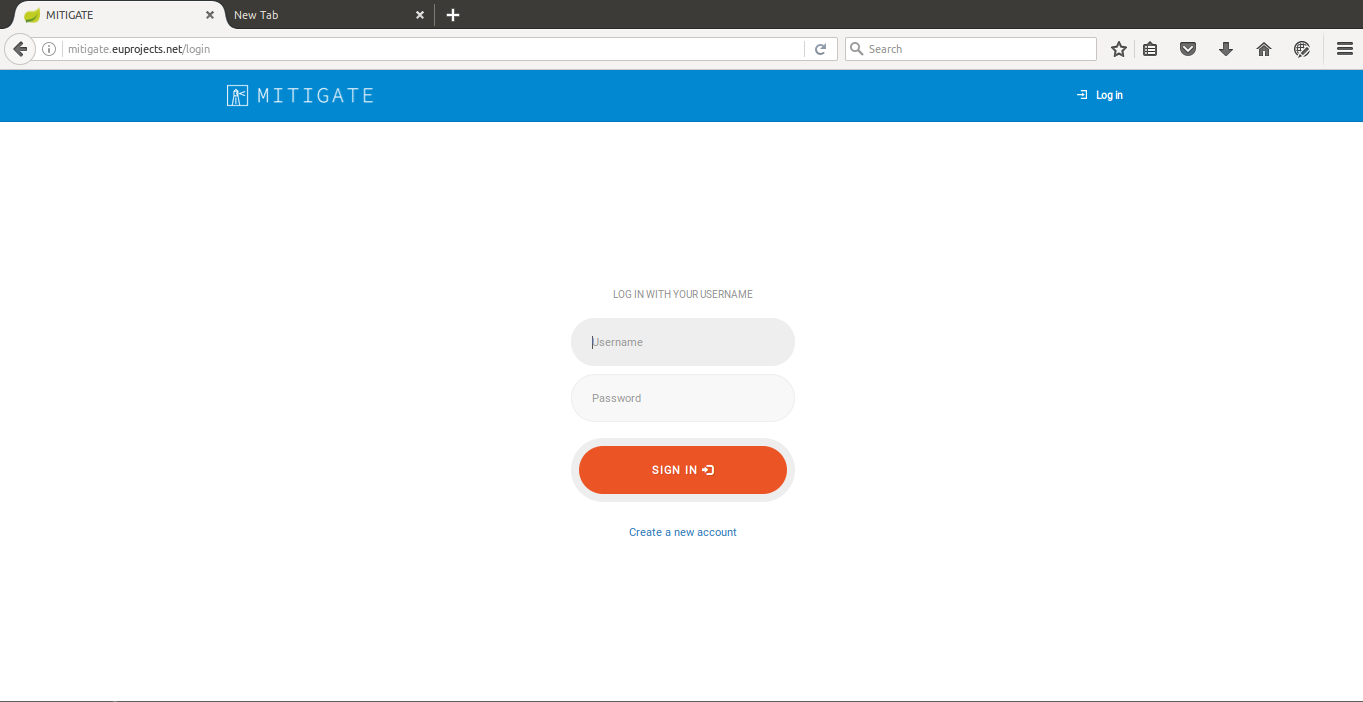 MITIGATE
New Tab
mitigate.euprojects.net/login
Search
MITIGATE
Log in
LOG IN WITH YOUR USERNAME
Username
Password
SIGN IN
Create a new account